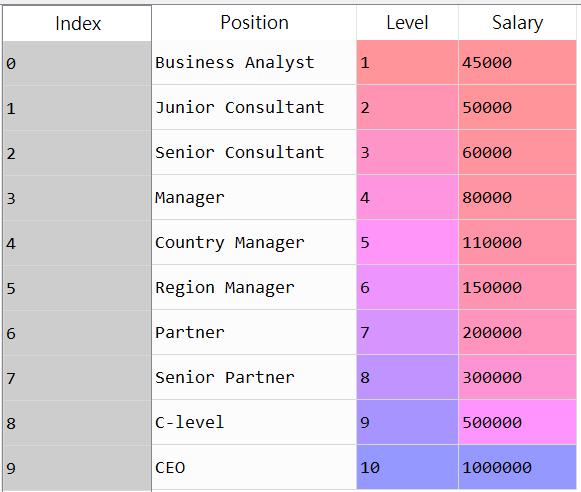 Index Position Level Salary
0 Business Analyst 1 45000
1 Junior Consultant 2 50000
2 Senior Consultant 3 60000
3 Manager 4 80000
4 Country Manager 5 110000
5 Region Manager 6 150000
6 Partner 7 200000
7 Senior Partner 8 300000
8 C-level 9 500000
9 CEO 10 1000000